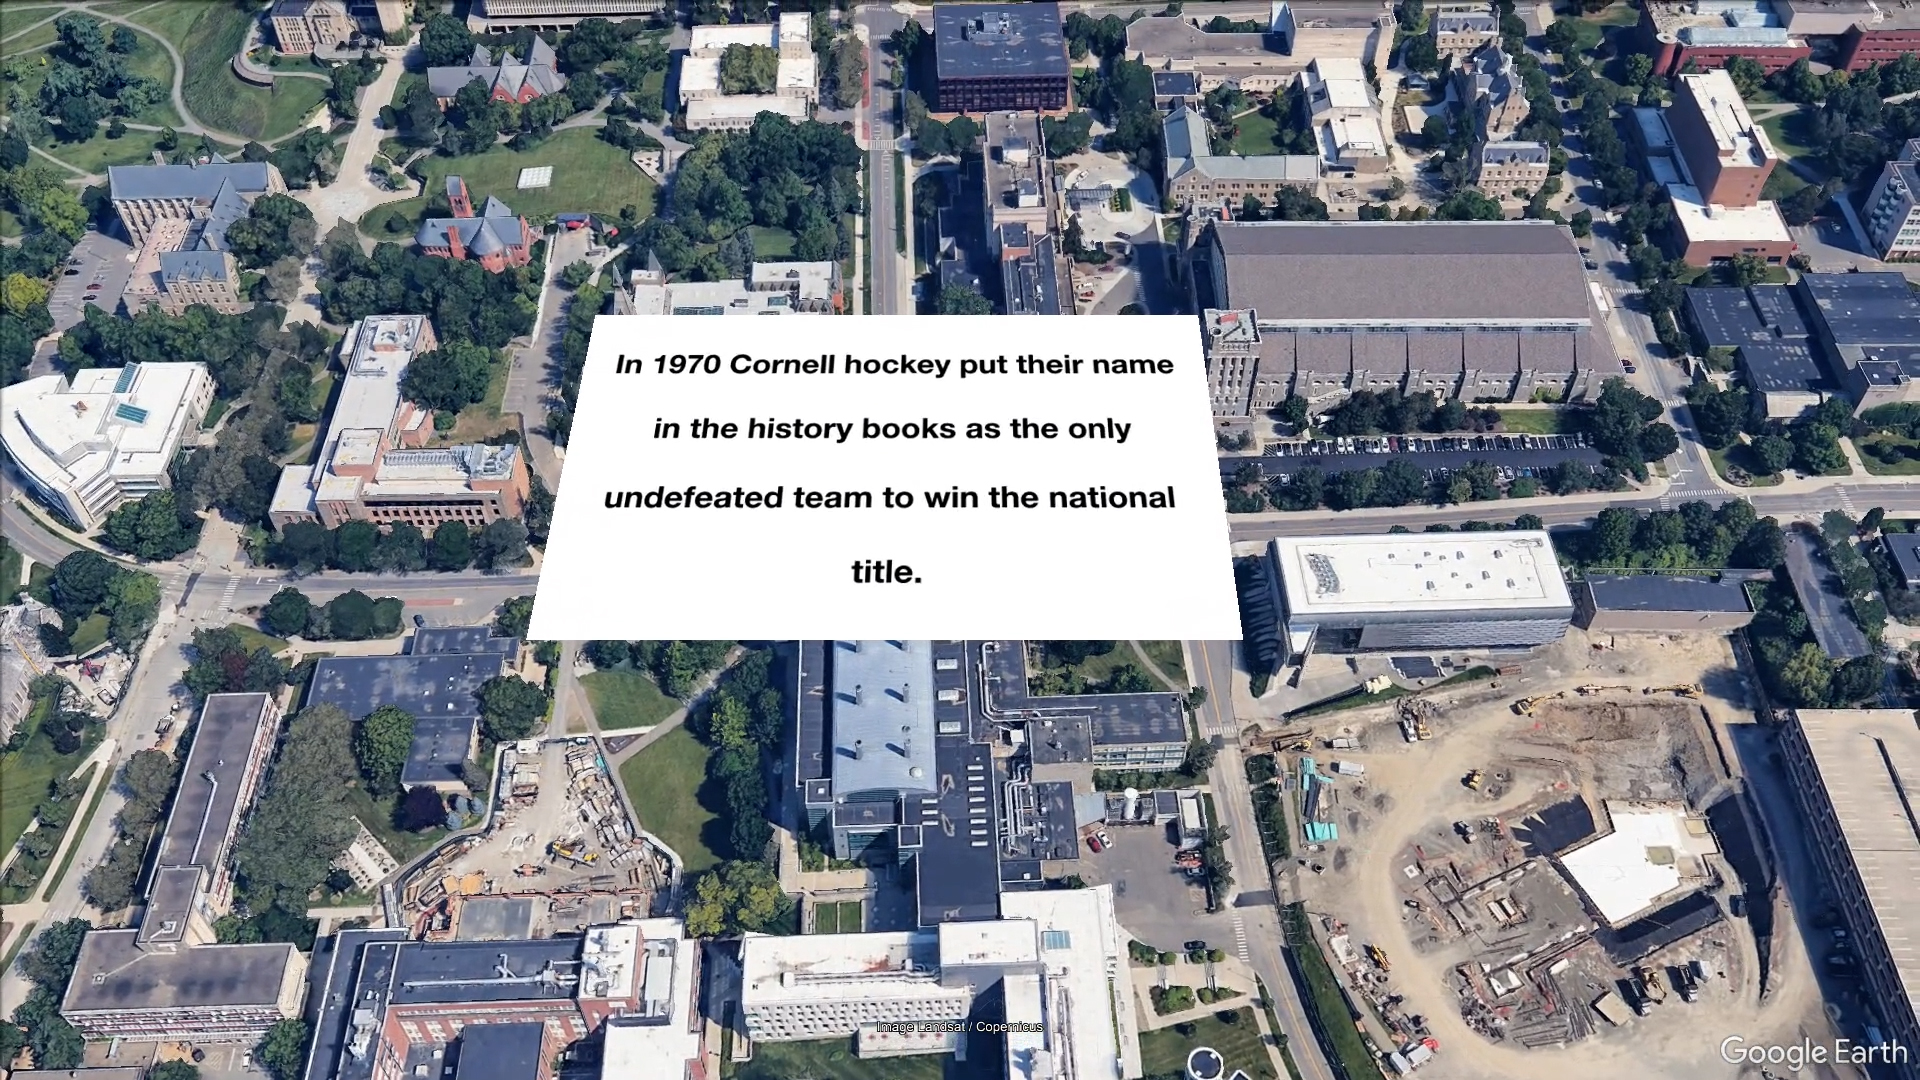 In 1970 Cornell hockey put their name
in the history books as the only
undefeated team to win the national
title.
Image Landsat / Copernicus
Google Earth